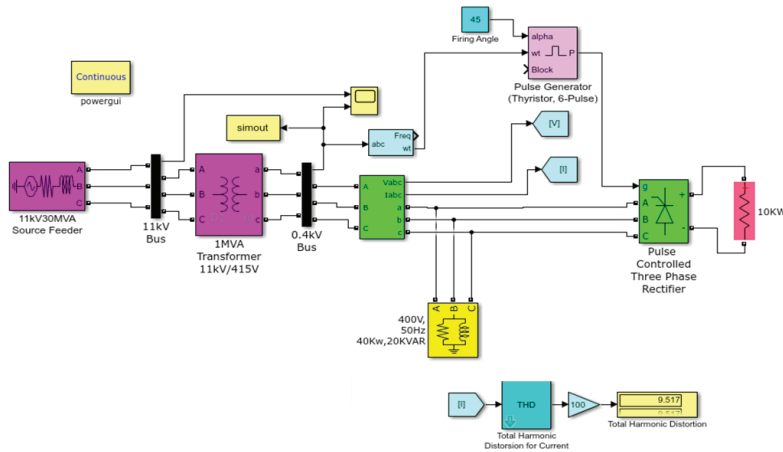 45
Firing Angle
alpha
wt
P
Block
Pulse Generator
(Thyristor, 6-Pulse)
Continuous
powergui
simout
abc
Freq
wt
[V]
[I]
A
B
C
11kV30MVA
Source Feeder
11kV
Bus
A
B
C
a
b
c
1MVA
Transformer
11kV/415V
0.4kV
Bus
A
B
C
Vabc
Iabc
a
b
c
g
A
B
C
+
-
Pulse
Controlled
Three Phase
Rectifier
+
10KW
A
B
C
400V,
50Hz
40Kw,20KVAR
[I]
THD
Total Harmonic
Distorsion for Current
100
9.517
9.517
Total Harmonic Distortion